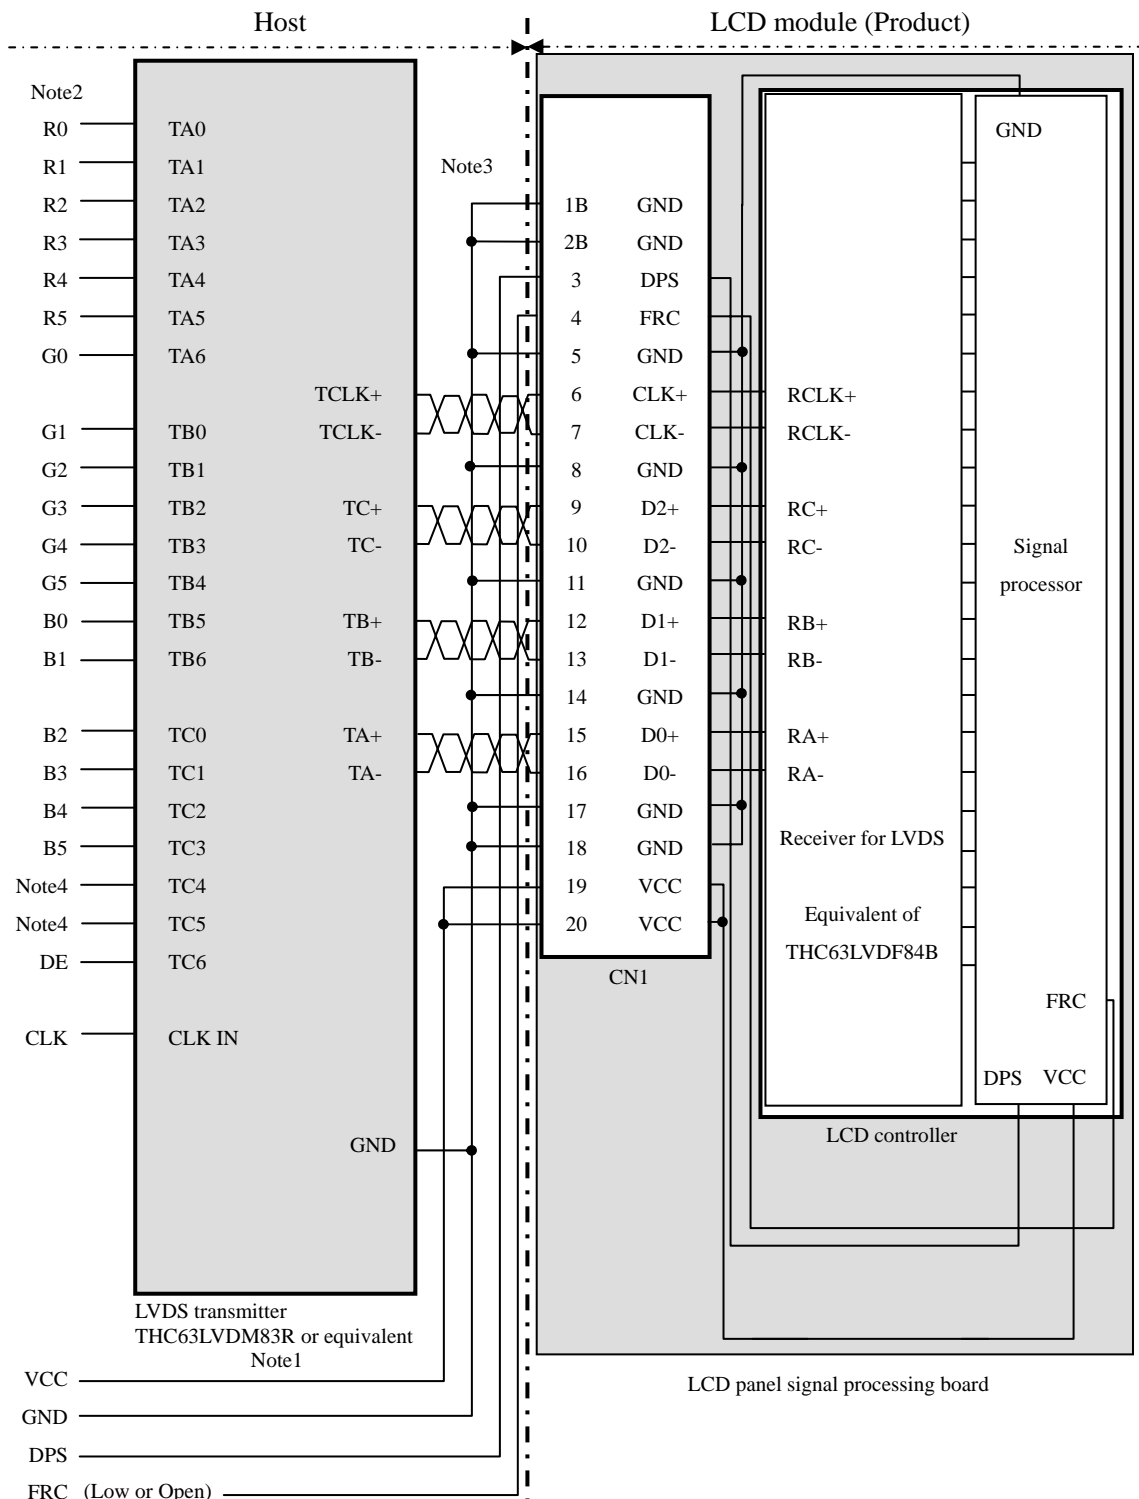 Host
LCD module (Product)
Note2
R0 TA0
R1 TA1
R2 TA2
R3 TA3
R4 TA4
R5 TA5
G0 TA6
TCLK+
G1 TB0 TCLK-
G2 TB1
G3 TB2 TC+
G4 TB3 TC-
G5 TB4
B0 TB5 TB+
B1 TB6 TB-
B2 TC0 TA+
B3 TC1 TA-
B4 TC2
B5 TC3
Note4 TC4
Note4 TC5
DE TC6
CLK CLK IN
GND
LVDS transmitter
THC63LVDM83R or equivalent
Note1
VCC
GND
DPS
FRC (Low or Open)
Note3
1B GND
2B GND
3 DPS
4 FRC
5 GND
6 CLK+
7 CLK-
8 GND
9 D2+
10 D2-
11 GND
12 D1+
13 D1-
14 GND
15 D0+
16 D0-
17 GND
18 GND
19 VCC
20 VCC
CN1
RCLK+
RCLK-
RC+
RC-
RB+
RB-
RA+
RA-
Receiver for LVDS
Equivalent of
THC63LVDF84B
GND
Signal
processor
FRC
DPS VCC
LCD controller
LCD panel signal processing board